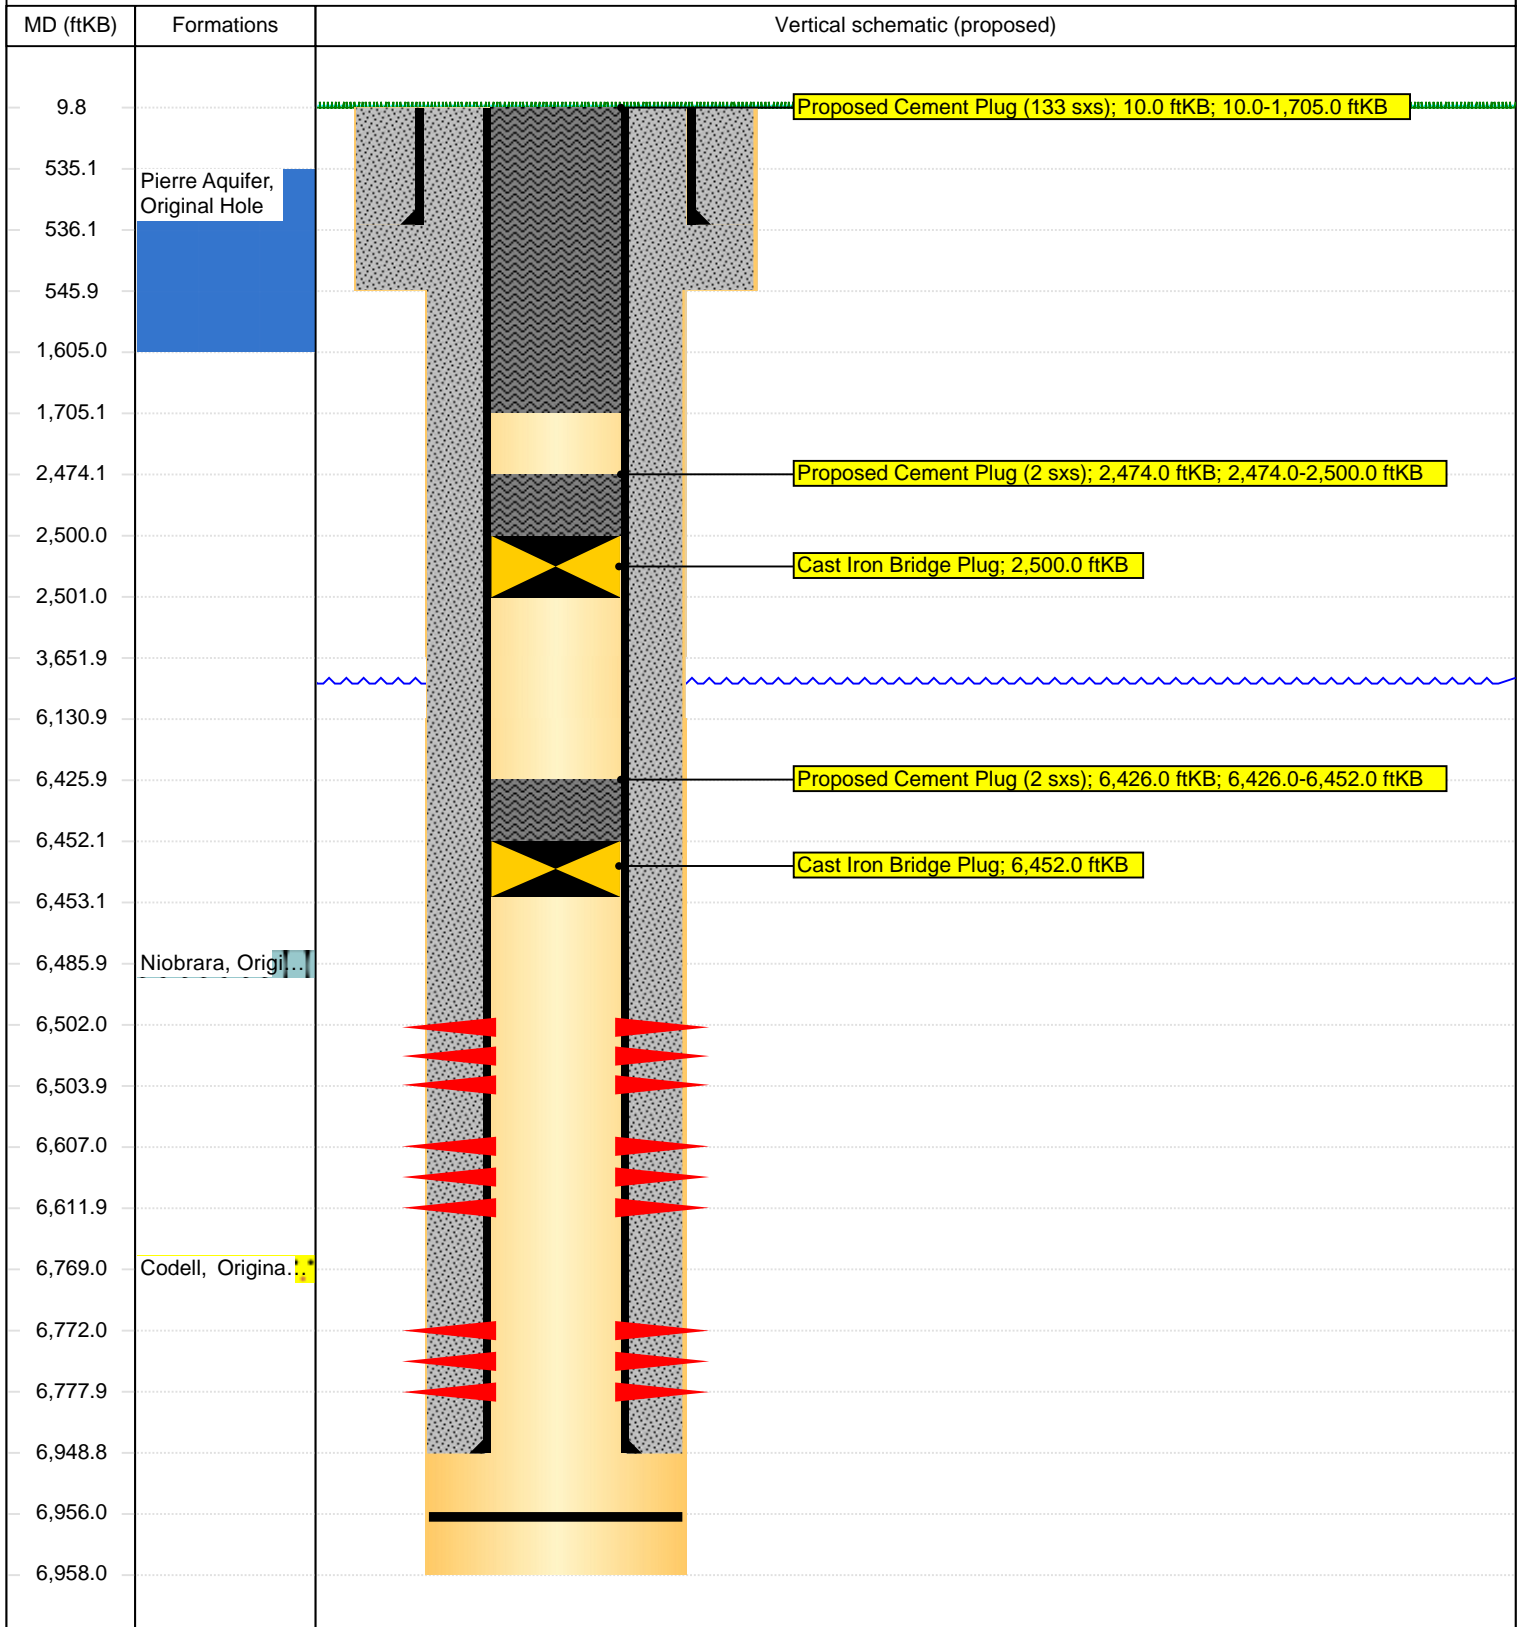 MD (ftKB) Formations Vertical schematic (proposed)
9.8 Proposed Cement Plug (133 sxs); 10.0 ftKB; 10.0-1,705.0 ftKB
535.1
Pierre Aquifer,
Original Hole
536.1
545.9
1,605.0
1,705.1
2,474.1 Proposed Cement Plug (2 sxs); 2,474.0 ftKB; 2,474.0-2,500.0 ftKB
2,500.0
Cast Iron Bridge Plug; 2,500.0 ftKB
2,501.0
3,651.9
6,130.9
6,425.9 Proposed Cement Plug (2 sxs); 6,426.0 ftKB; 6,426.0-6,452.0 ftKB
6,452.1
Cast Iron Bridge Plug; 6,452.0 ftKB
6,453.1
6,485.9 Niobrara, Origi...
6,502.0
6,503.9
6,607.0
6,611.9
6,769.0 Codell, Origina...
6,772.0
6,777.9
6,948.8
6,956.0
6,958.0